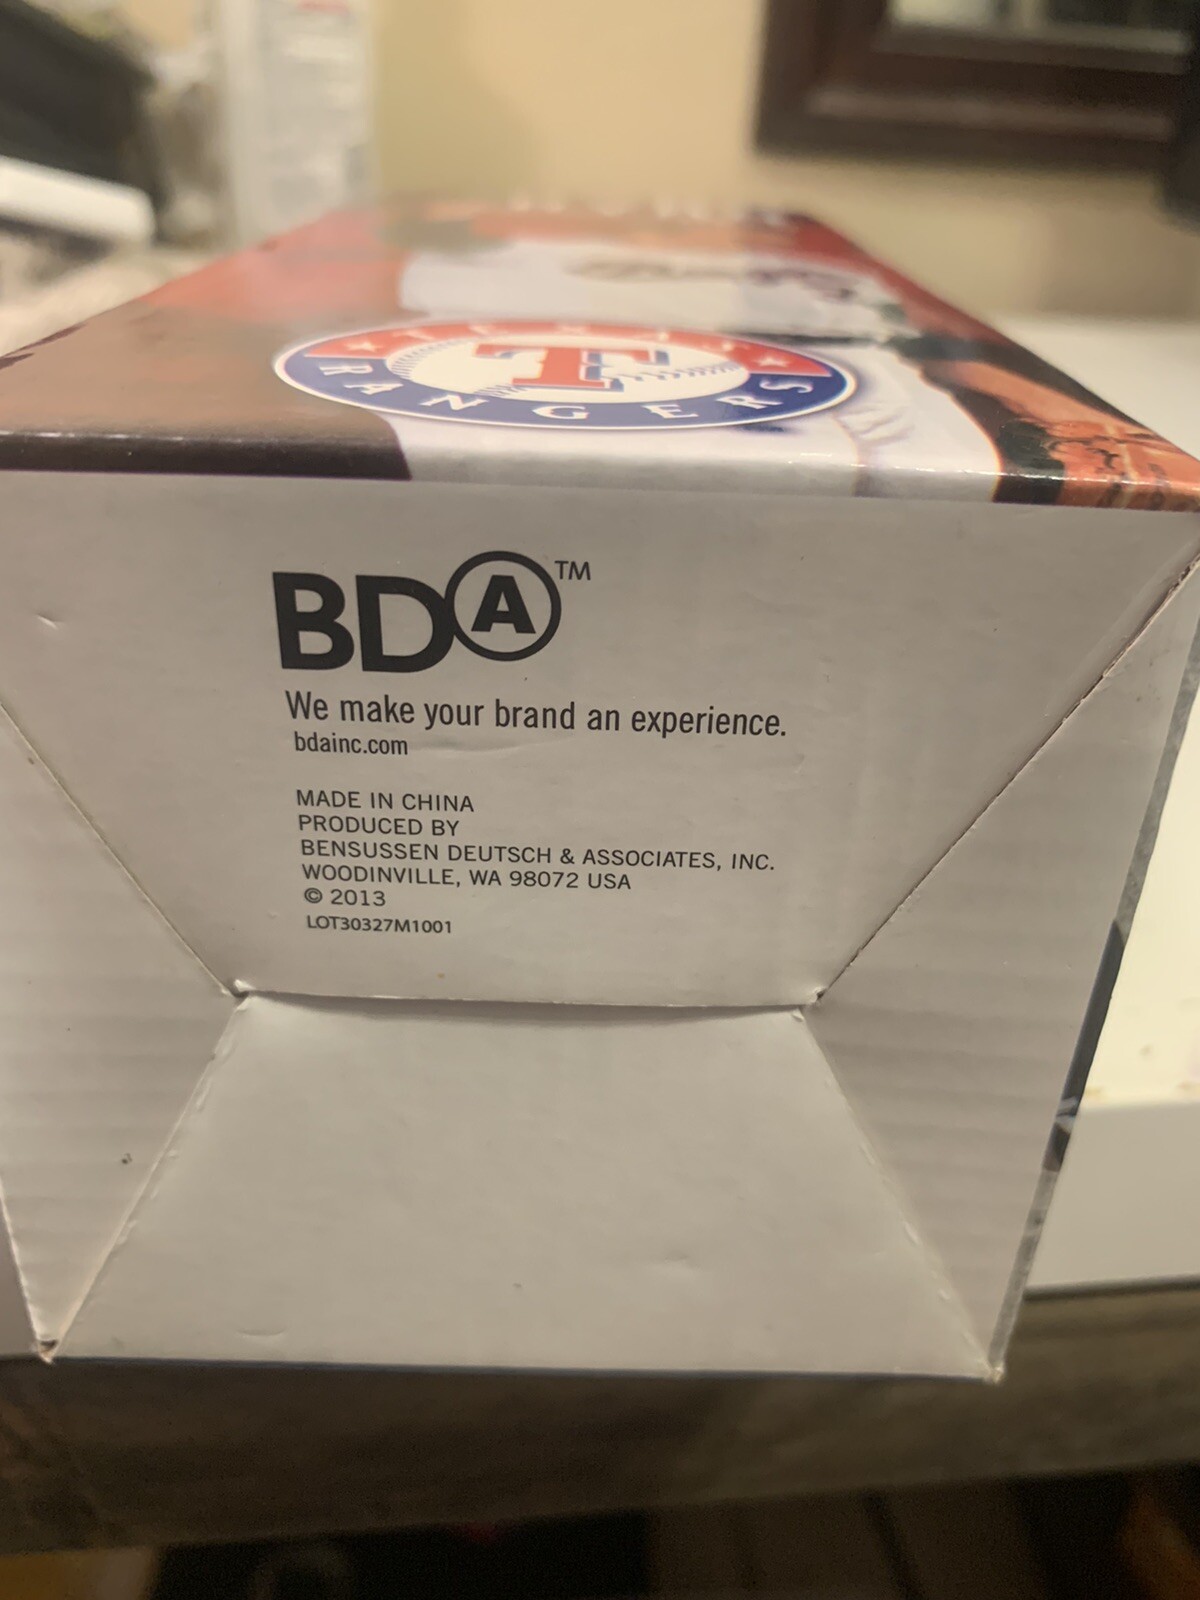 TEXAS
T
RANGERS
BDA™
We make your brand an experience.
bdainc.com
MADE IN CHINA
PRODUCED BY
BENSUSSEN DEUTSCH & ASSOCIATES, INC.
WOODINVILLE, WA 98072 USA
© 2013
LOT30327M1001